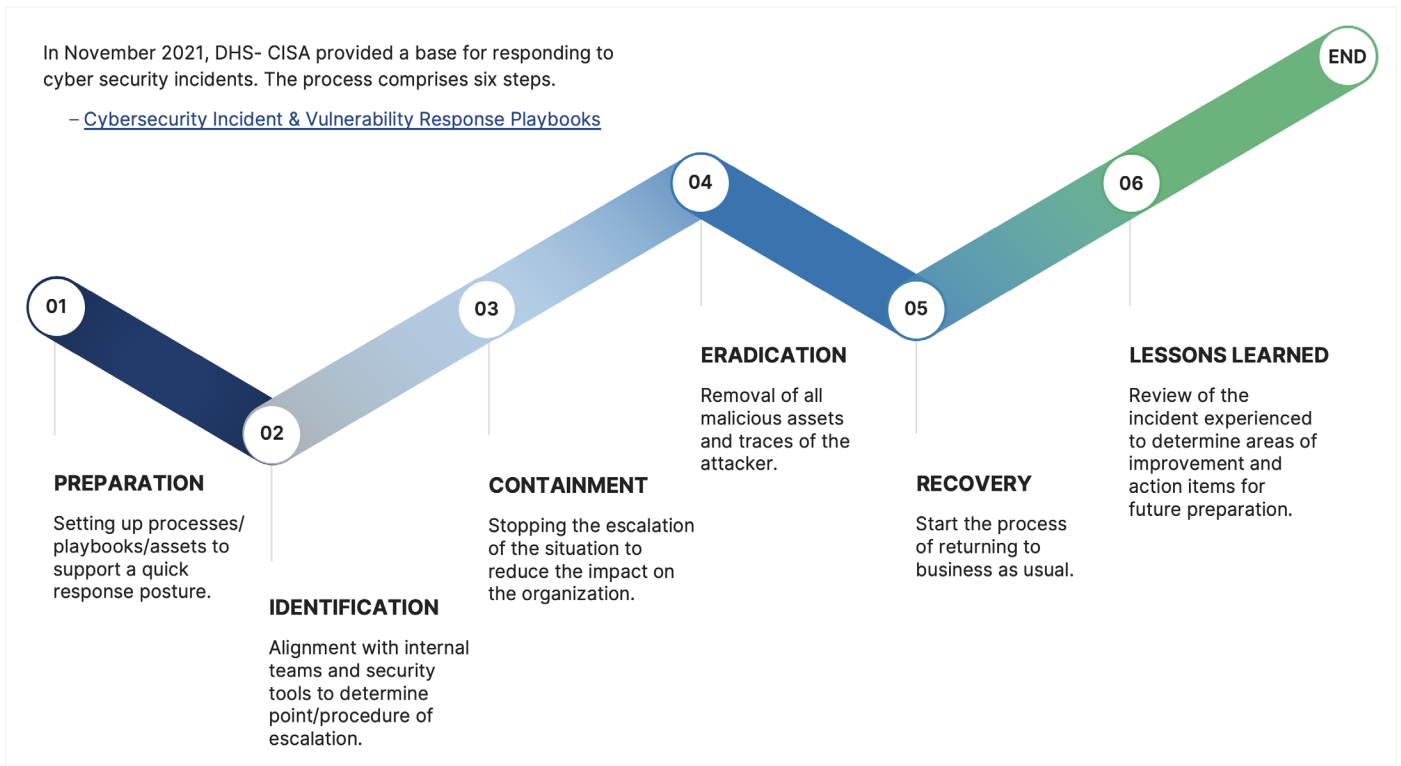 In November 2021, DHS- CISA provided a base for responding to
cyber security incidents. The process comprises six steps.
– Cybersecurity Incident & Vulnerability Response Playbooks
END
01
02
03
04
05
06
PREPARATION
Setting up processes/
playbooks/assets to
support a quick
response posture.
IDENTIFICATION
Alignment with internal
teams and security
tools to determine
point/procedure of
escalation.
CONTAINMENT
Stopping the escalation
of the situation to
reduce the impact on
the organization.
ERADICATION
Removal of all
malicious assets
and traces of the
attacker.
RECOVERY
Start the process
of returning to
business as usual.
LESSONS LEARNED
Review of the
incident experienced
to determine areas of
improvement and
action items for
future preparation.